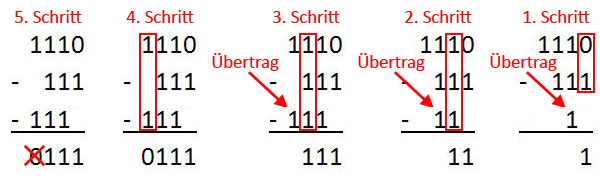 5. Schritt 4. Schritt 3. Schritt 2. Schritt 1. Schritt
1110 1110 1110 1110 1110
Übertrag Übertrag Übertrag
- 111 - 111 - 111 - 111 - 111
- 111 - 111 - 111 - 11 1
0111 0111 111 11 1